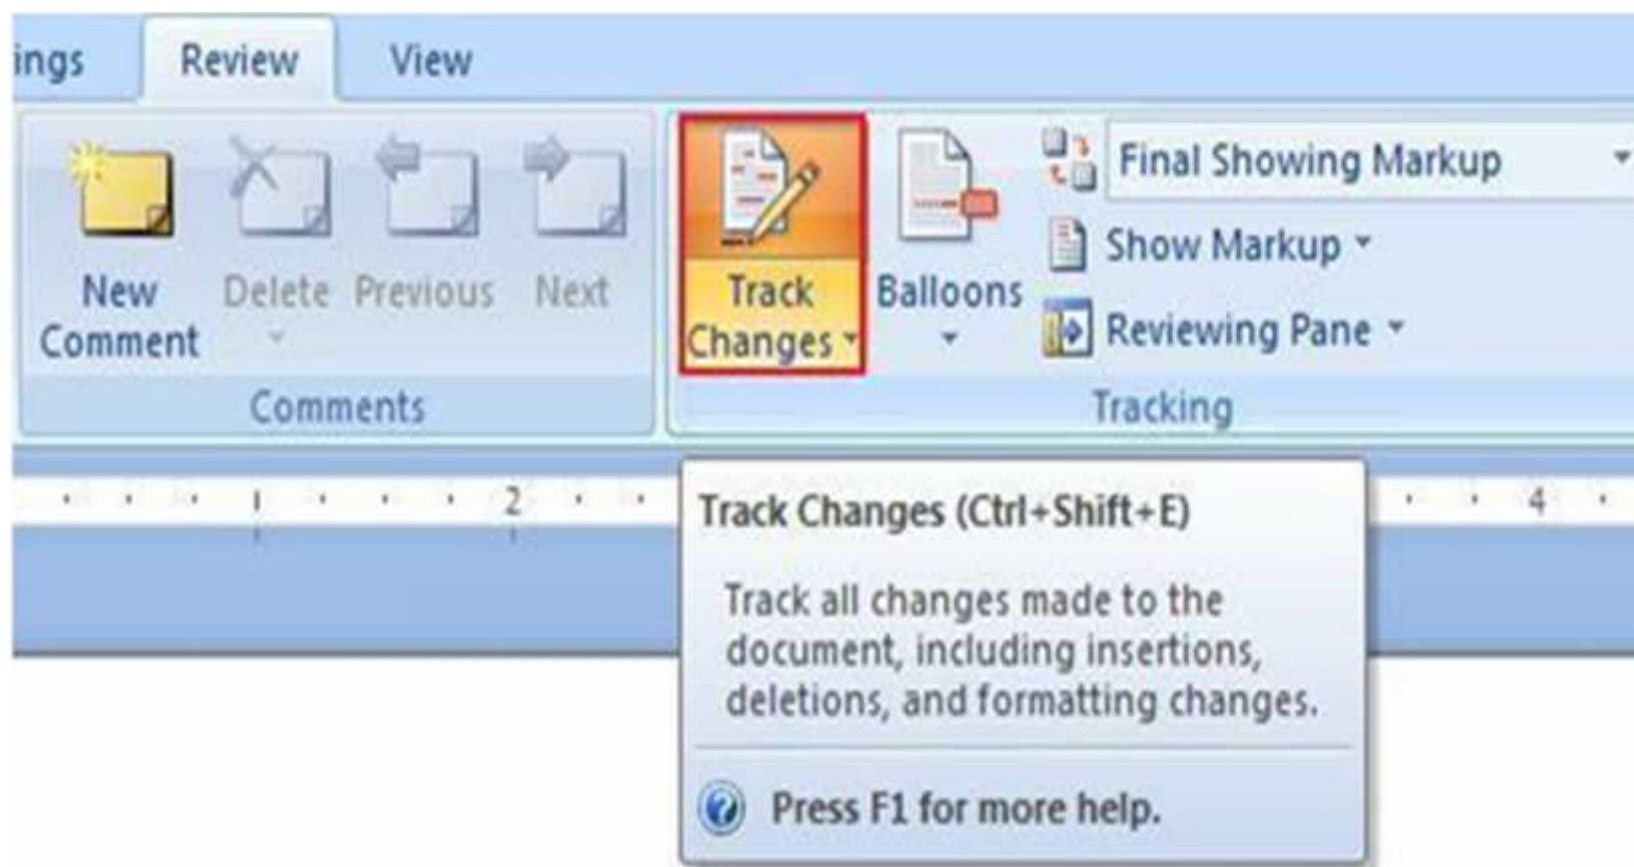 ings Review View
New Comment
Delete Previous Next
Track Changes
Balloons
Final Showing Markup
Show Markup
Reviewing Pane
Comments Tracking
1 2 4
Track Changes (Ctrl+Shift+E)
Track all changes made to the
document, including insertions,
deletions, and formatting changes.
Press F1 for more help.